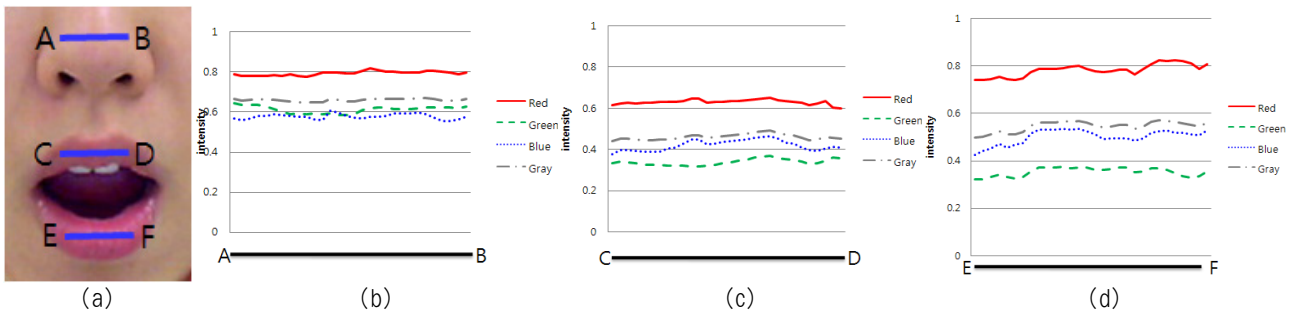 A B
C D
E F
(a)
1
0.8
0.6
0.4
0.2
0
intensity
Red
Green
Blue
Gray
A B
(b)
1
0.8
0.6
0.4
0.2
0
intensity
Red
Green
Blue
Gray
C D
(c)
1
0.8
0.6
0.4
0.2
0
intensity
Red
Green
Blue
Gray
E F
(d)